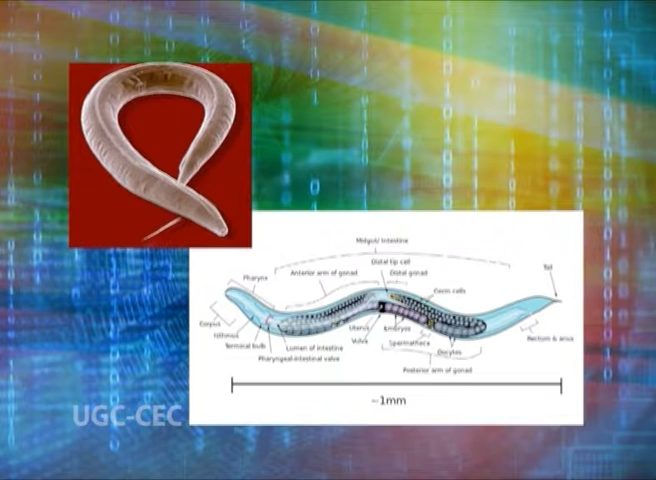 Midgut/ Intestine
Distal tip cell
Anterior arm of gonad
Distal gonad
Tail
Pharynx
Germ cells
Corpus
Isthmus
Uterus
Embryos
Rectum & anus
Terminal bulb
Lumen of intestine
Vulva
Spermatheca
Oocytes
Pharyngeal-intestinal valve
Posterior arm of gonad
~1mm
UGC-CEC